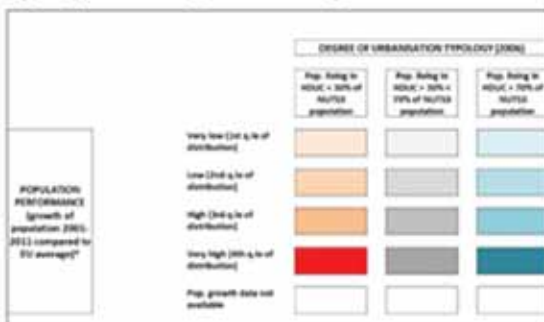 DEGREE OF URBANISATION TYPOLOGY (2006)
Pop. living in
HDUC < 30% of
NUTS3
population
Pop. living in
HDUC > 30% <
70% of NUTS3
population
Pop. living in
HDUC > 70% of
NUTS3
population
POPULATION
PERFORMANCE
(growth of
population 2001-
2011 compared to
EU average)*
Very low (1st q.le of
distribution)
Low (2nd q.le of
distribution)
High (3rd q.le of
distribution)
Very high (4th q.le of
distribution)
Pop. growth data not
available